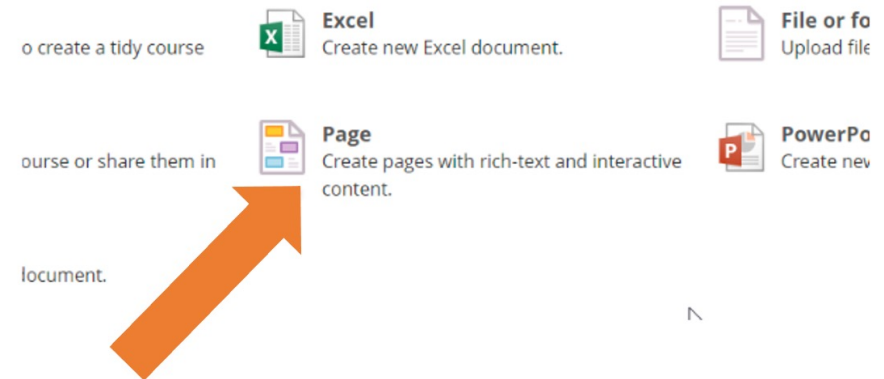 Excel
File or fo
o create a tidy course
Create new Excel document.
Upload file
Page
PowerPo
ourse or share them in
Create pages with rich-text and interactive
Create new
content.
document.